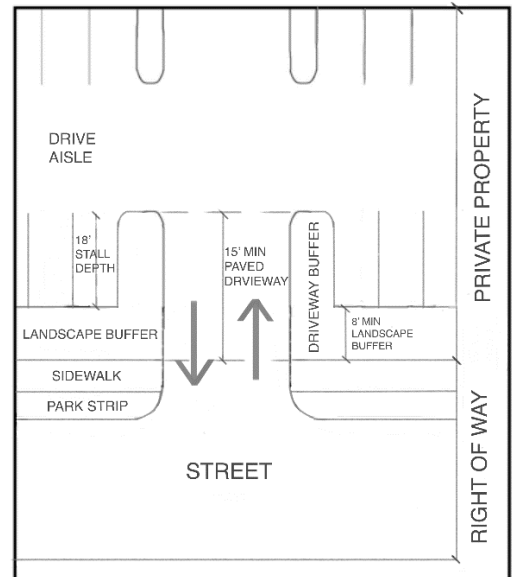 DRIVE
AISLE
PRIVATE PROPERTY
18'
STALL
DEPTH
15' MIN
PAVED
DRVIEWAY
DRIVEWAY BUFFER
LANDSCAPE BUFFER
8' MIN
LANDSCAPE
BUFFER
SIDEWALK
PARK STRIP
RIGHT OF WAY
STREET